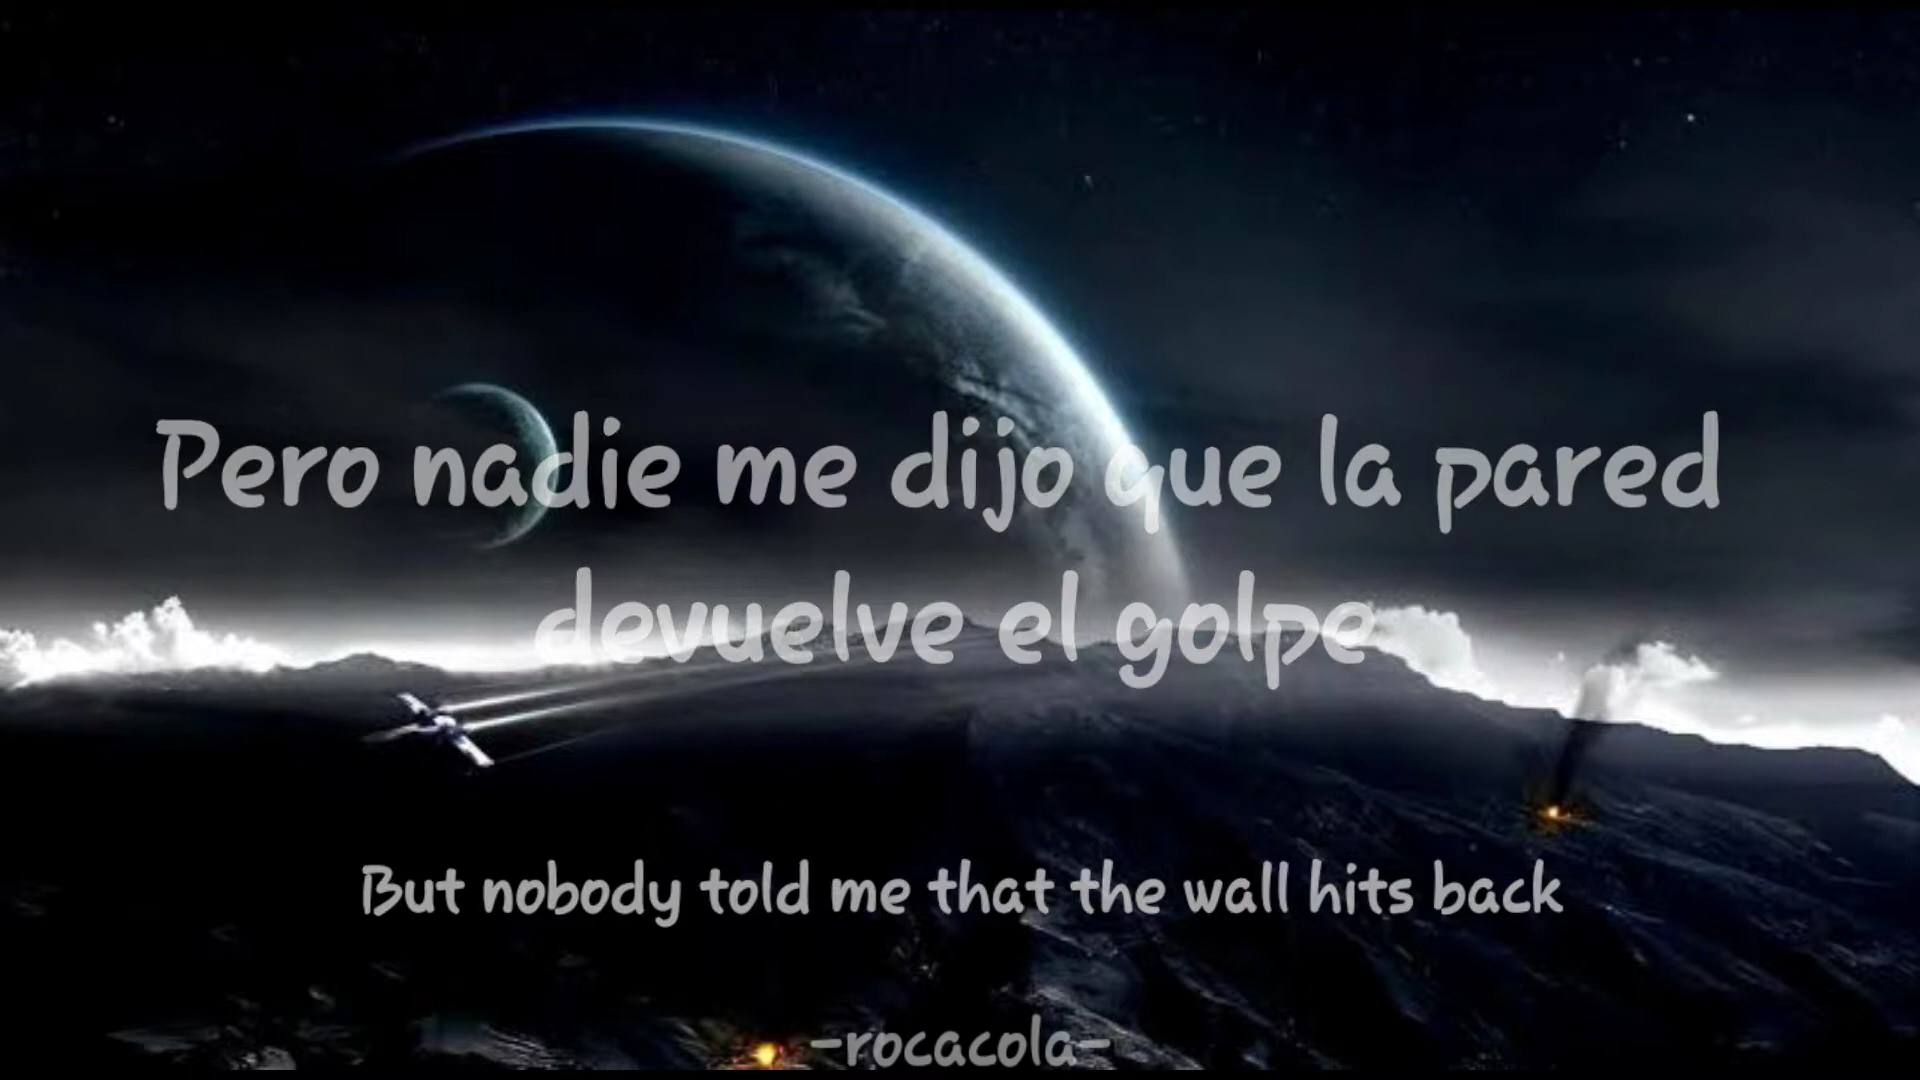 Pero nadie me dijo que la pared
devuelve el golpe
But nobody told me that the wall hits back
-rocacola-